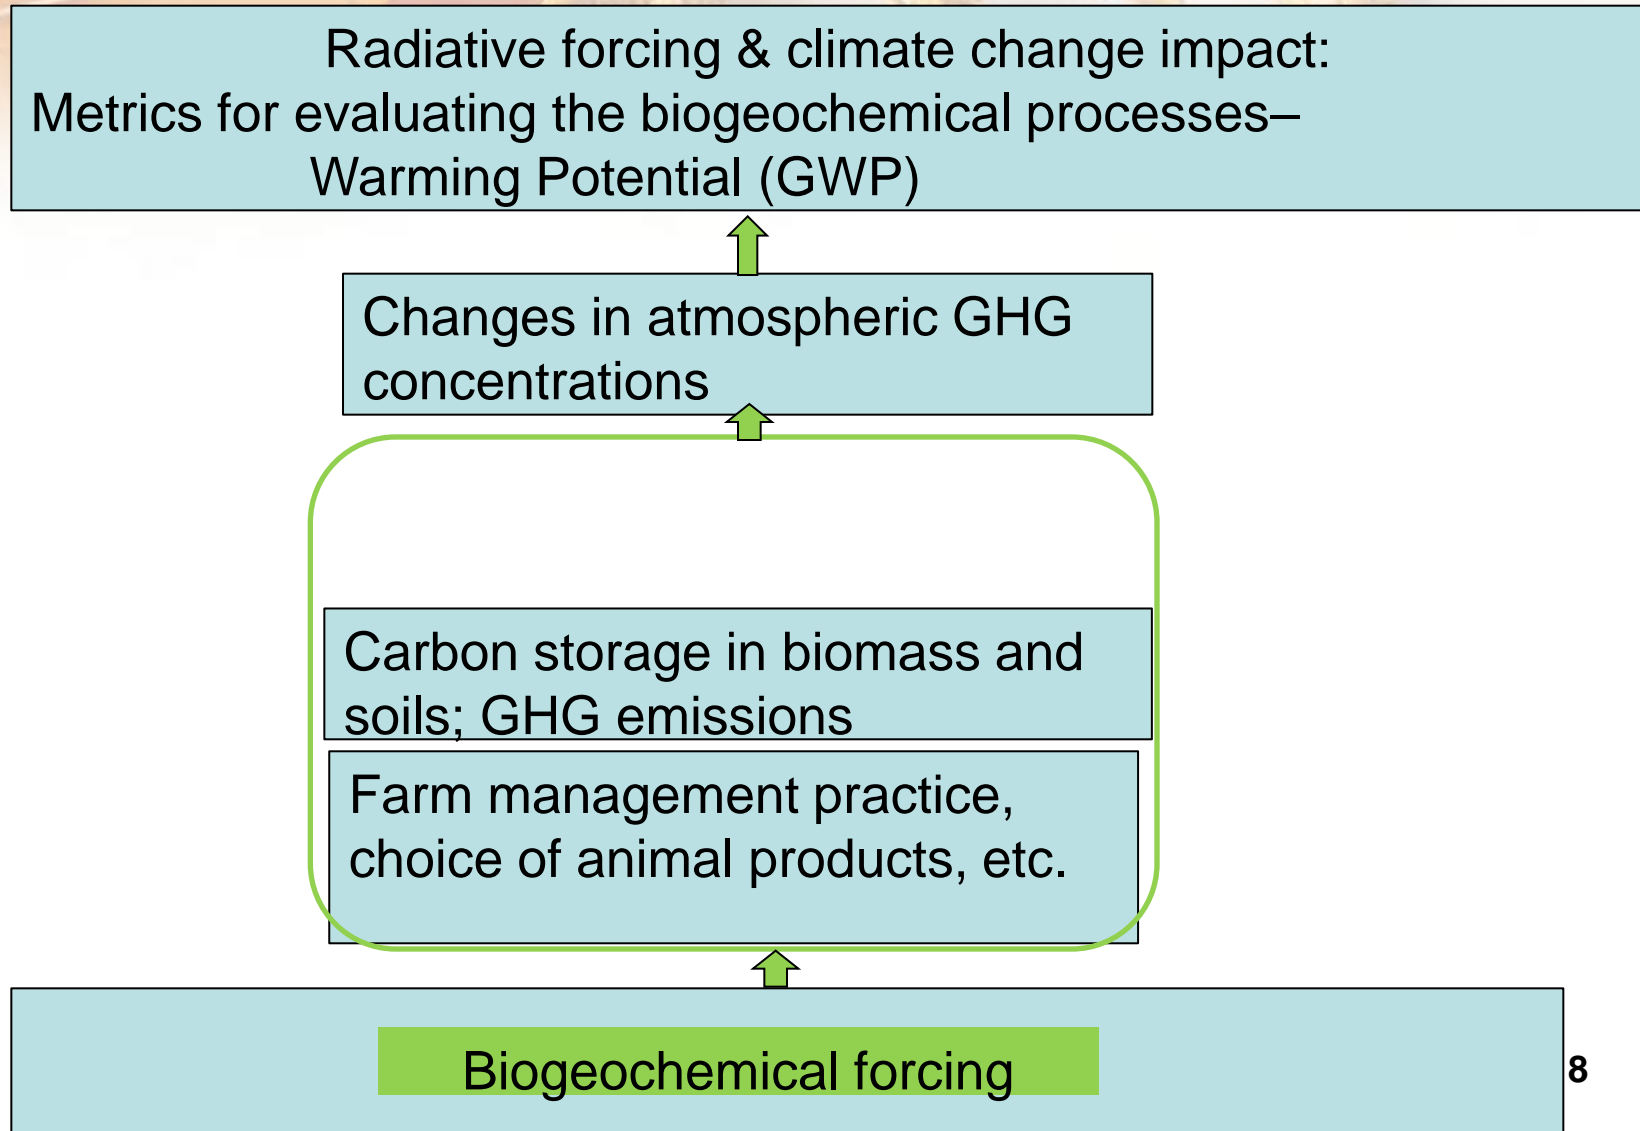 Radiative forcing & climate change impact:
Metrics for evaluating the biogeochemical processes–
Warming Potential (GWP)
Changes in atmospheric GHG
concentrations
Carbon storage in biomass and
soils; GHG emissions
Farm management practice,
choice of animal products, etc.
Biogeochemical forcing
8